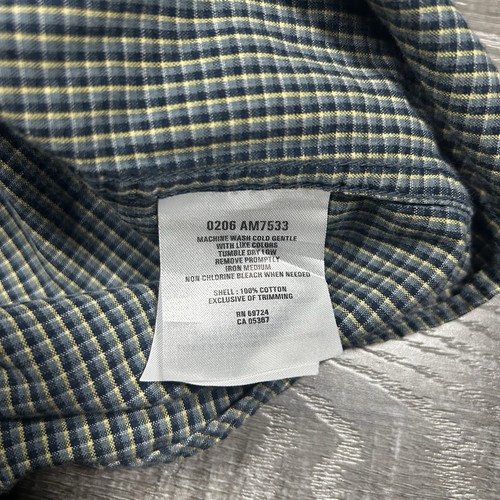 0206 AM7533
MACHINE WASH COLD GENTLE
WITH LIKE COLORS
TUMBLE DRY LOW
REMOVE PROMPTLY
IRON MEDIUM
NON CHLORINE BLEACH WHEN NEEDED
SHELL : 100% COTTON
EXCLUSIVE OF TRIMMING
RN 69724
CA 05367